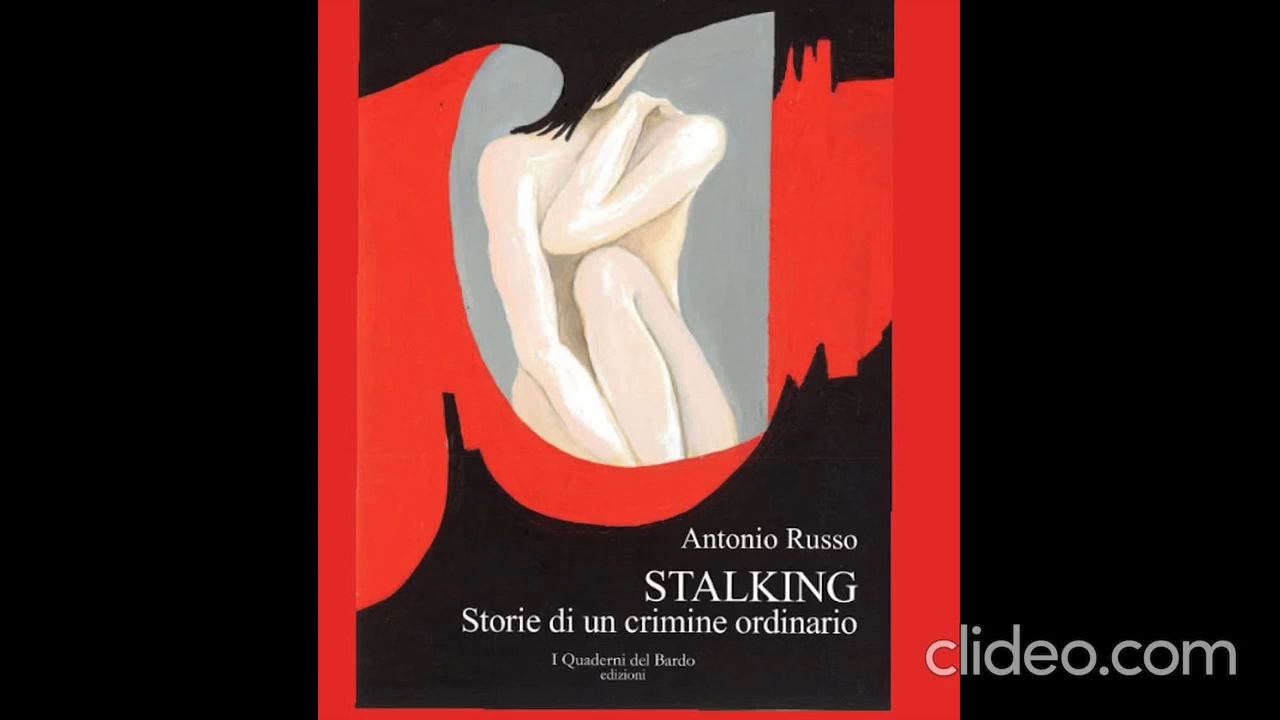 Antonio Russo
STALKING
Storie di un crimine ordinario
I Quaderni del Bardo
edizioni
clideo.com